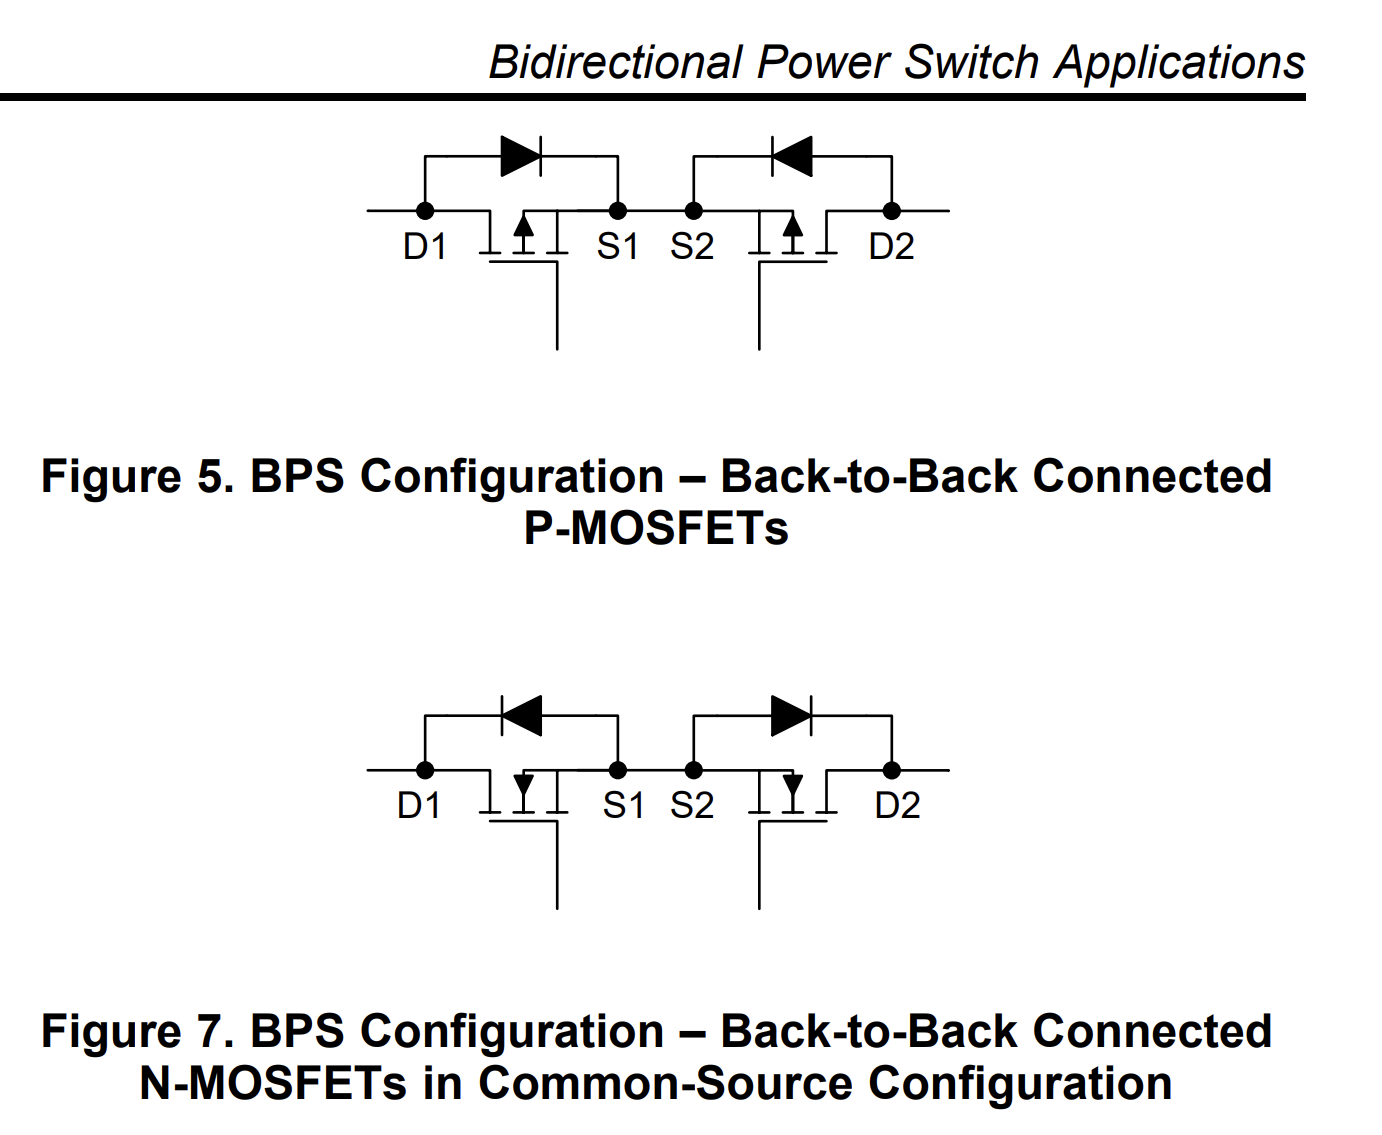 Bidirectional Power Switch Applications
D1 S1 S2 D2
Figure 5. BPS Configuration – Back-to-Back Connected
P-MOSFETs
D1 S1 S2 D2
Figure 7. BPS Configuration – Back-to-Back Connected
N-MOSFETs in Common-Source Configuration